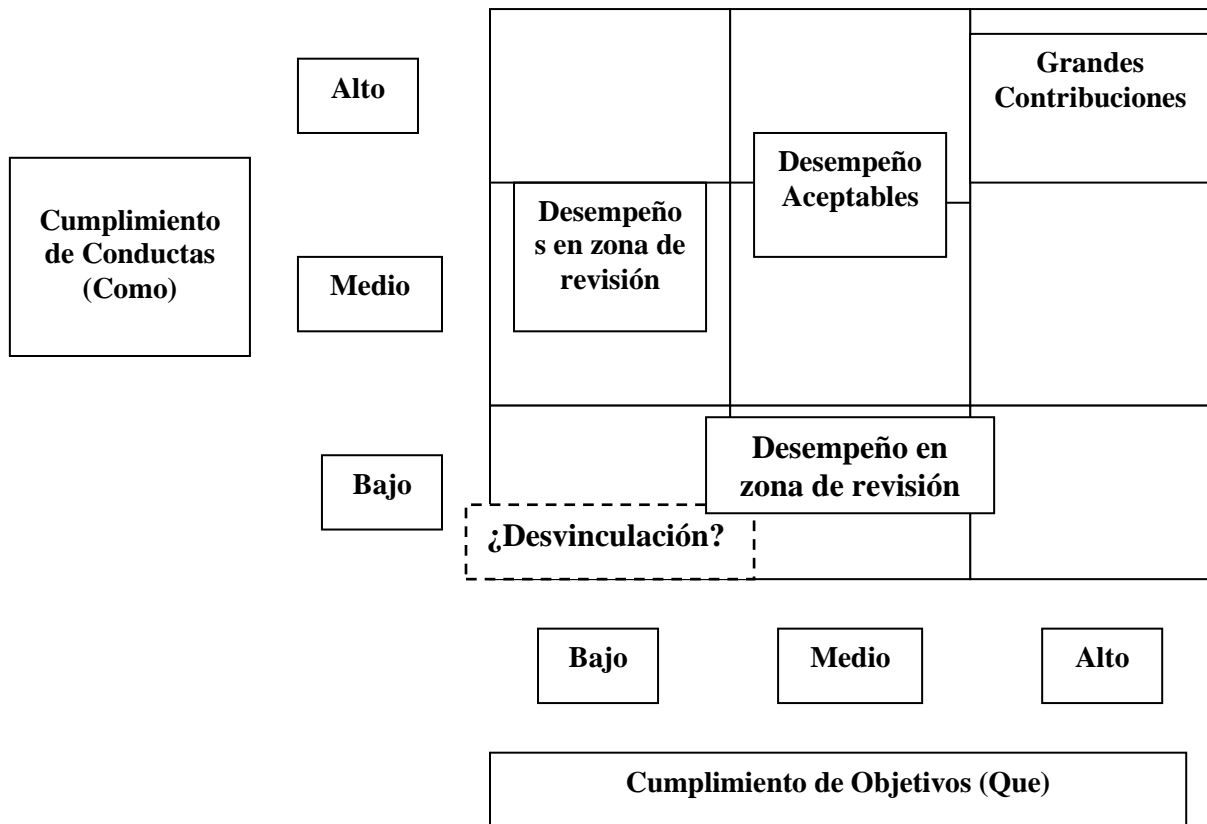 Alto
Grandes
Contribuciones
Desempeño
Aceptables
Cumplimiento
de Conductas
(Como)
Desempeño
s en zona de
revisión
Medio
Bajo
Desempeño en
zona de revisión
¿Desvinculación?
Bajo
Medio
Alto
Cumplimiento de Objetivos (Que)